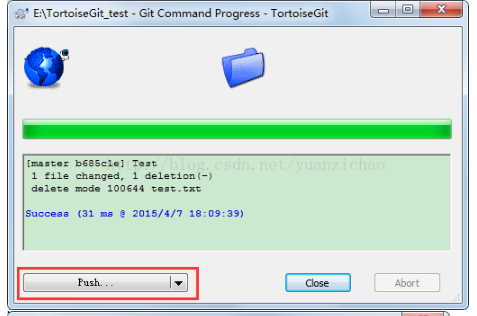 E:\TortoiseGit_test - Git Command Progress - TortoiseGit
[master b685c1e] Test
1 file changed, 1 deletion(-)
delete mode 100644 test.txt
http://blog.csdn.net/yuanzichao
Success (31 ms @ 2015/4/7 18:09:39)
Push...
Close
Abort